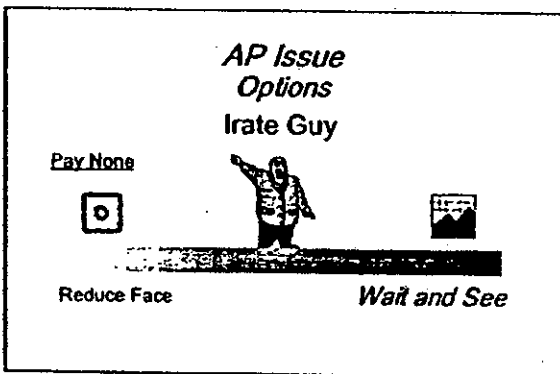 AP Issue
Options
Irate Guy
Pay None
Reduce Face
Wait and See